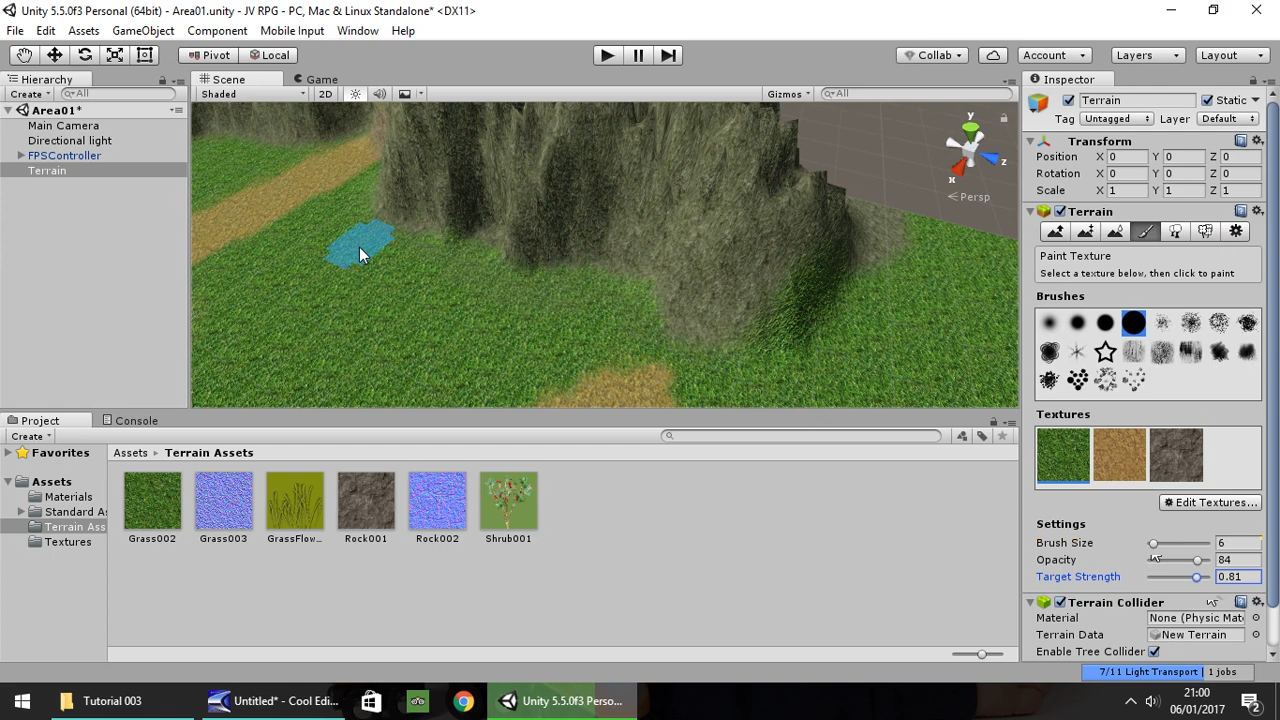 Unity 5.5.0f3 Personal (64bit) - Area01.unity - JV RPG - PC, Mac & Linux Standalone* <DX11>
File Edit Assets GameObject Component Mobile Input Window Help
Pivot Local Collab Account Layers Layout
Hierarchy
Create All
Area01*
Main Camera
Directional light
FPSController
Terrain
Scene Game
Shaded 2D Gizmos All
y
z
x
Persp
Inspector
Terrain Static
Tag Untagged Layer Default
Transform
Position X 0 Y 0 Z 0
Rotation X 0 Y 0 Z 0
Scale X 1 Y 1 Z 1
Terrain
Paint Texture
Select a texture below, then click to paint
Brushes
Textures
Edit Textures...
Settings
Brush Size 6
Opacity 84
Target Strength 0.81
Terrain Collider
Material None (Physic Mat
Terrain Data New Terrain
Enable Tree Collider
7/11 Light Transport 1 jobs
Project Console
Create
Favorites
Assets
Materials
Standard As
Terrain Ass
Textures
Assets Terrain Assets
Grass002 Grass003 GrassFlow... Rock001 Rock002 Shrub001
Tutorial 003
Untitled* - Cool Edi...
Unity 5.5.0f3 Perso...
21:00
06/01/2017
2